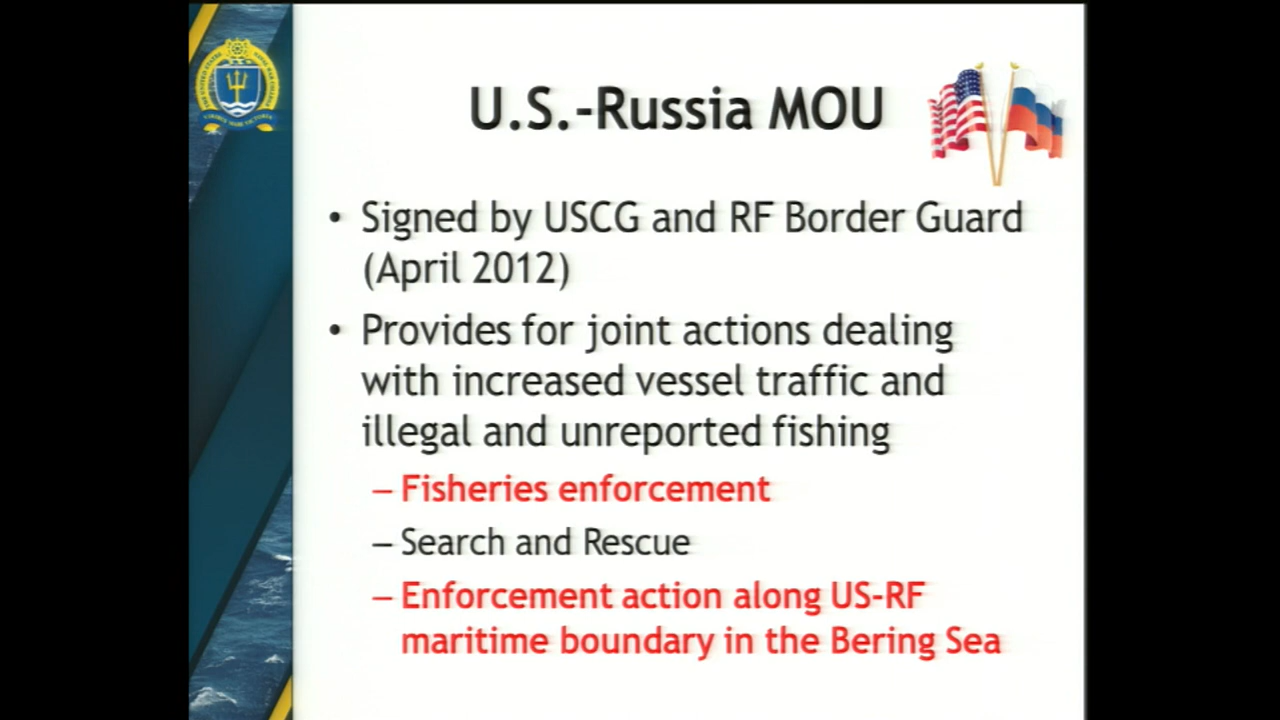 U.S.-Russia MOU
• Signed by USCG and RF Border Guard
(April 2012)
• Provides for joint actions dealing
with increased vessel traffic and
illegal and unreported fishing
– Fisheries enforcement
– Search and Rescue
– Enforcement action along US-RF
maritime boundary in the Bering Sea